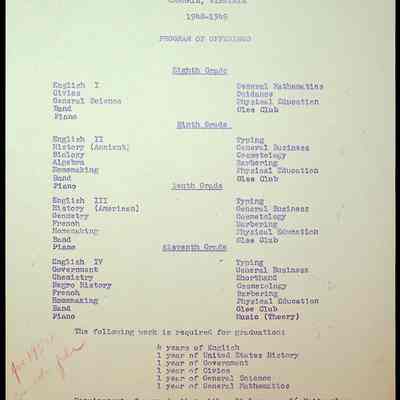 VIRGINIA
1948-1949
PROGRAM OF OFFERINGS
Eighth Grade
English I General Mathematics
Civics Guidance
General Science Physical Education
Band Glee Club
Piano
Ninth Grade
English II Typing
History (Ancient) General Business
Biology Cosmetology
Algebra Barbering
Homemaking Physical Education
Band Glee Club
Piano
Tenth Grade
English III Typing
History (American) General Business
Geometry Cosmetology
French Barbering
Homemaking Physical Education
Band Glee Club
Piano
Eleventh Grade
English IV Typing
Government General Business
Chemistry Shorthand
Negro History Cosmetology
French Barbering
Homemaking Physical Education
Band Glee Club
Piano Music (Theory)
The following work is required for graduation:
4 years of English
1 year of United States History
1 year of Government
1 year of Civics
1 year of General Science
1 year of General Mathematics